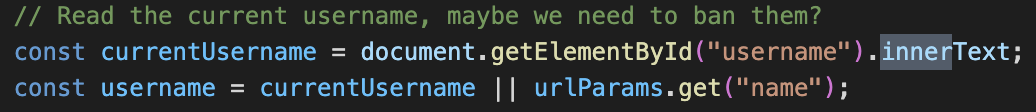 // Read the current username, maybe we need to ban them?
const currentUsername = document.getElementById("username").innerText;
const username = currentUsername || urlParams.get("name");